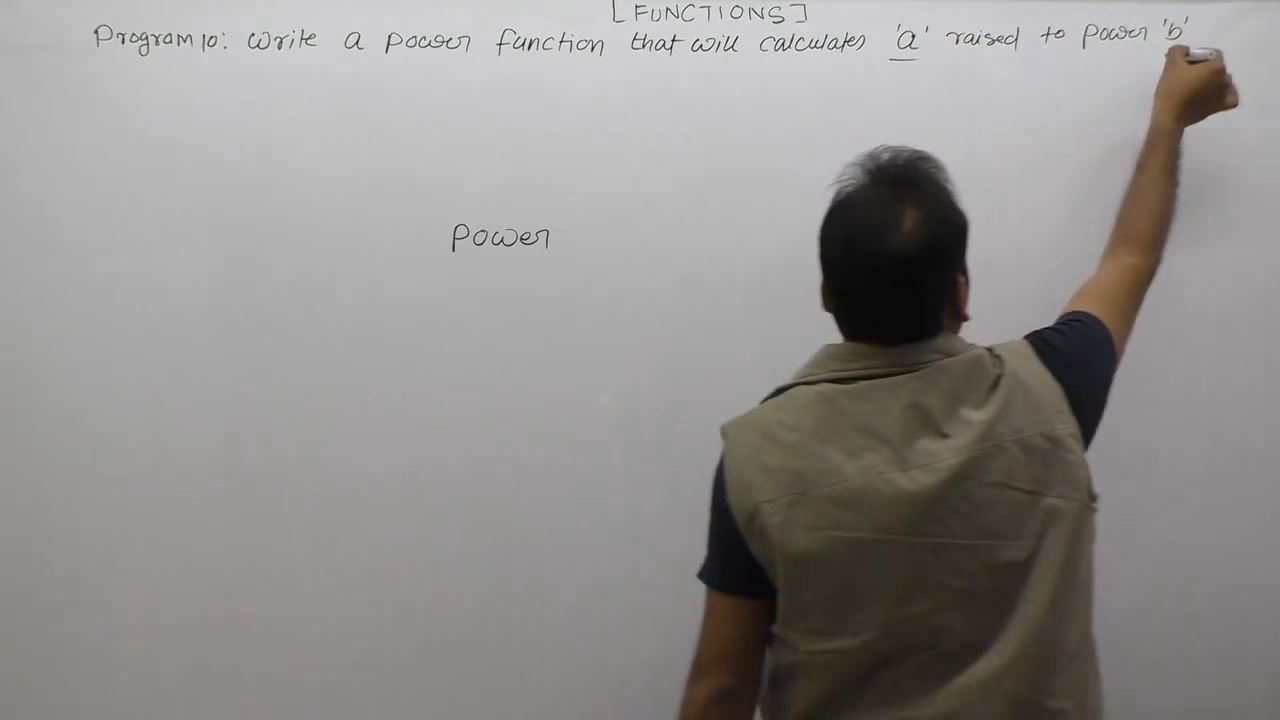 [FUNCTIONS]
Program 10: Write a power function that will calculates 'a' raised to power 'b'
Power